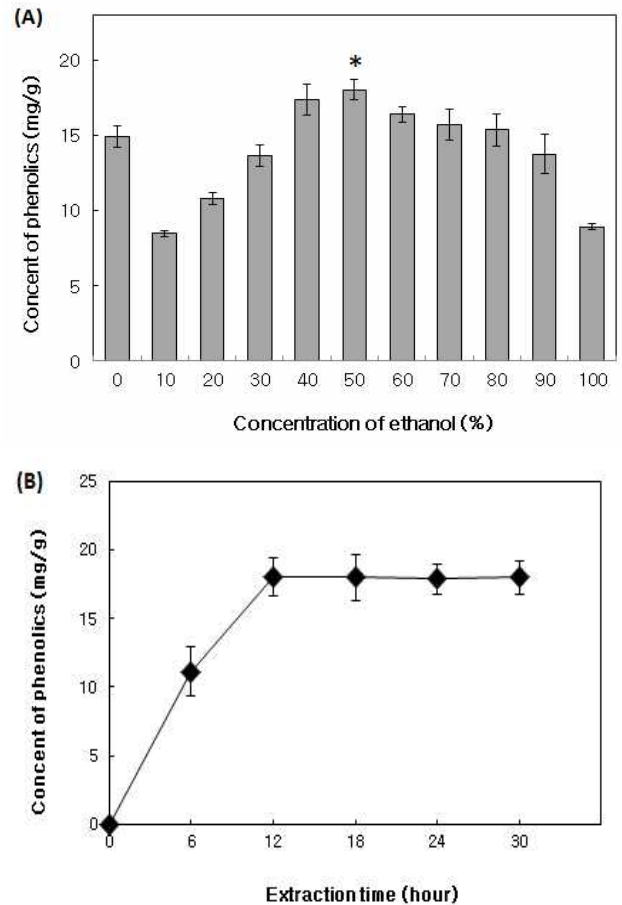 (A)
Concent of phenolics (mg/g)
20
15
10
5
0
*
0 10 20 30 40 50 60 70 80 90 100
Concentration of ethanol (%)
(B)
Concent of phenolics (mg/g)
25
20
15
10
5
0
0 6 12 18 24 30
Extraction time (hour)